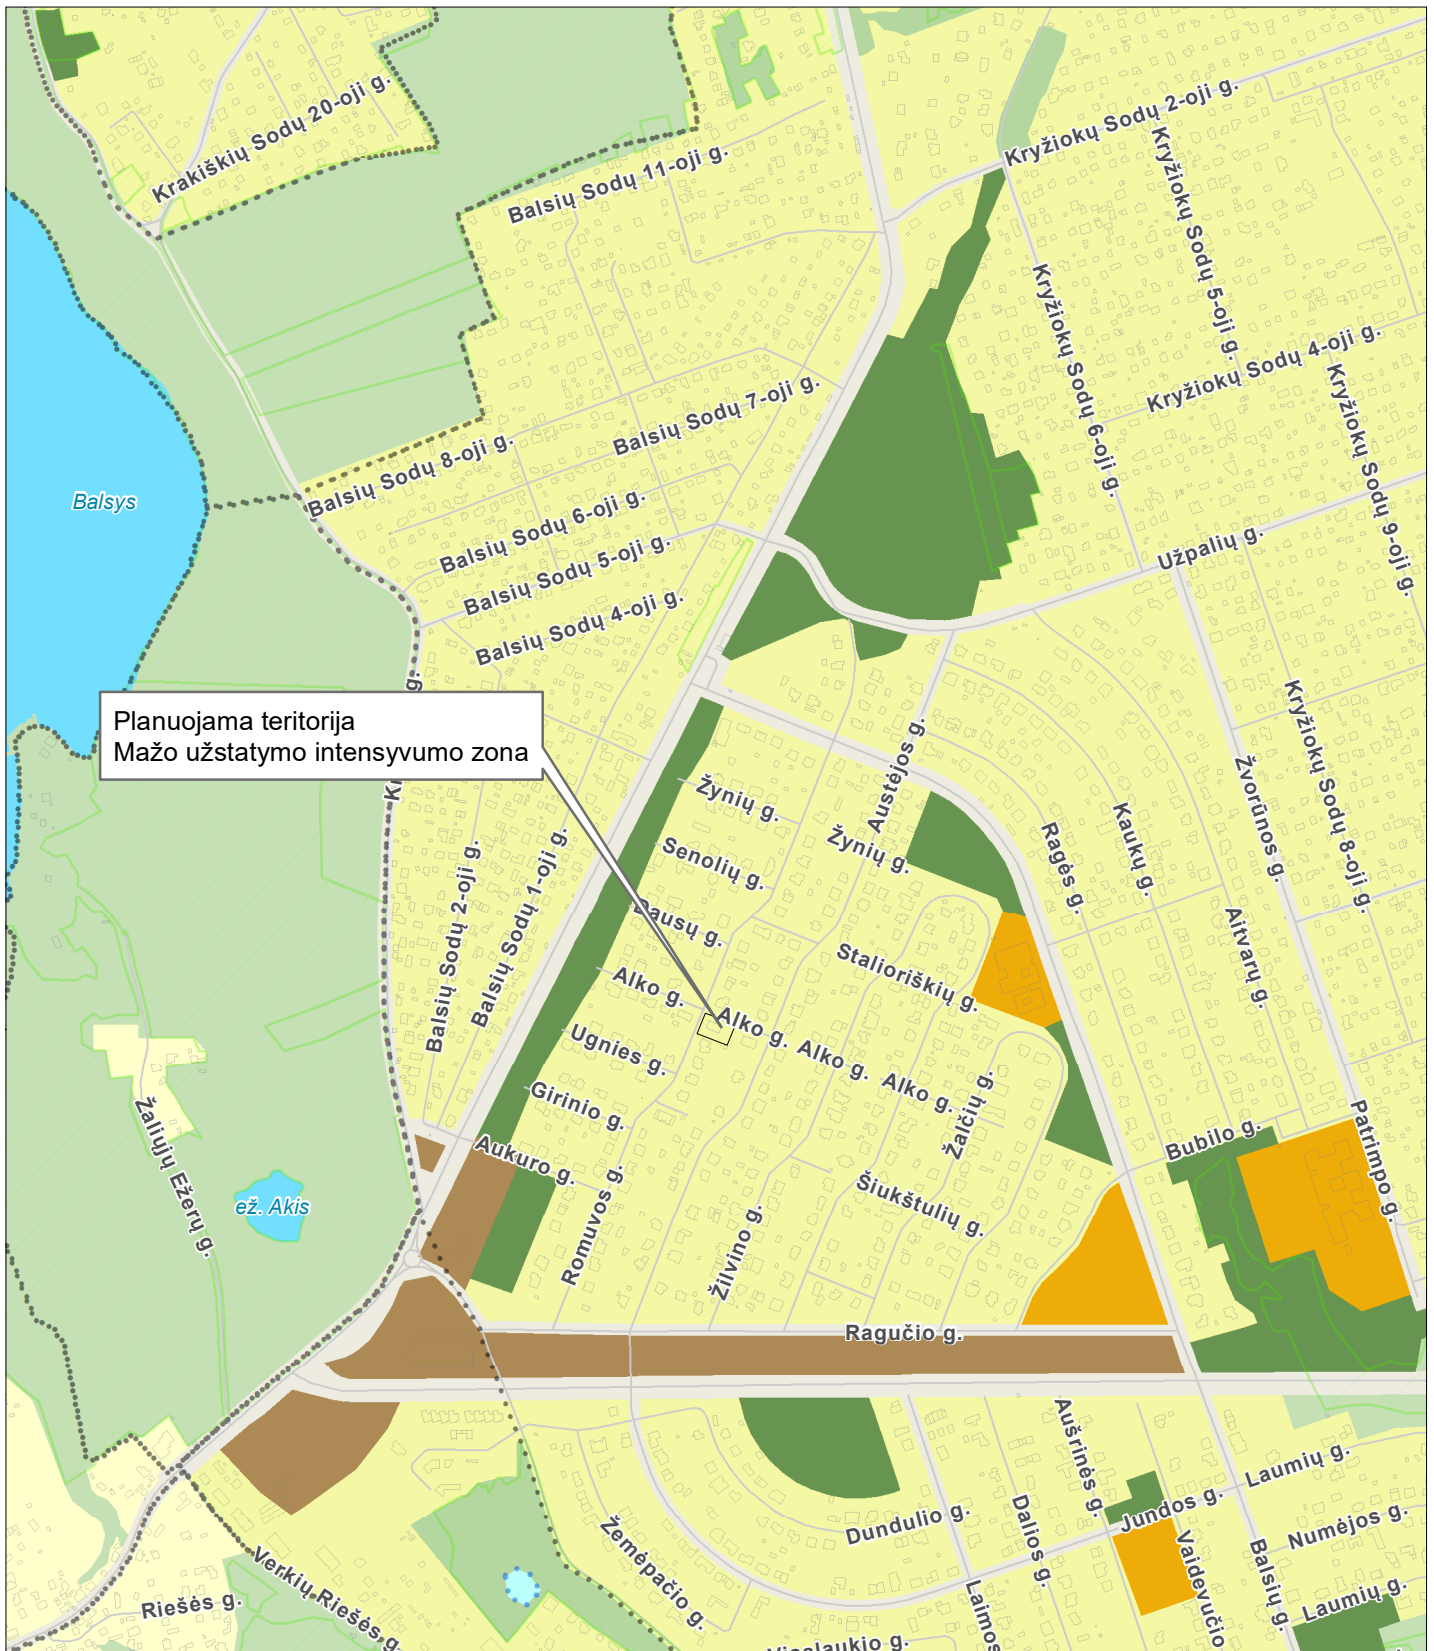 Krakiškių Sodų 20-oji g.
Kryžiokų Sodų 2-oji g.
Balsių Sodų 11-oji g.
Kryžiokų Sodų 5-oji g.
Kryžiokų Sodų 6-oji g.
Kryžiokų Sodų 4-oji g.
Kryžiokų Sodų 9-oji g.
Balsių Sodų 7-oji g.
Balsių Sodų 8-oji g.
Balsys
Balsių Sodų 6-oji g.
Balsių Sodų 5-oji g.
Užpalių g.
Balsių Sodų 4-oji g.
g.
Planuojama teritorija
Mažo užstatymo intensyvumo zona
Kryžiokų Sodų 8-oji g.
Austėjos g.
Žvorūnos g.
Žynių g.
Žynių g.
Ragės g.
Kaukų g.
Senolių g.
Balsių Sodų 2-oji g.
Balsių Sodų 1-oji g.
Dausų g.
Aitvarų g.
Stalioriškių g.
Alko g.
Alko g.
Alko g.
Alko g.
Ugnies g.
Girinio g.
Žalčių g.
Žaliųjų Ežerų g.
Aukuro g.
Bubilo g.
Patrimpo g.
ež. Akis
Romuvos g.
Žilvino g.
Šiukštulių g.
Ragučio g.
Aušrinės g.
Laumių g.
Dundulio g.
Dalios g.
Jundos g.
Numėjos g.
Žemėpačio g.
Vaidevučio
Balsių g.
Verkių Riešės g.
Riešės g.
Laimos
Laumių g.